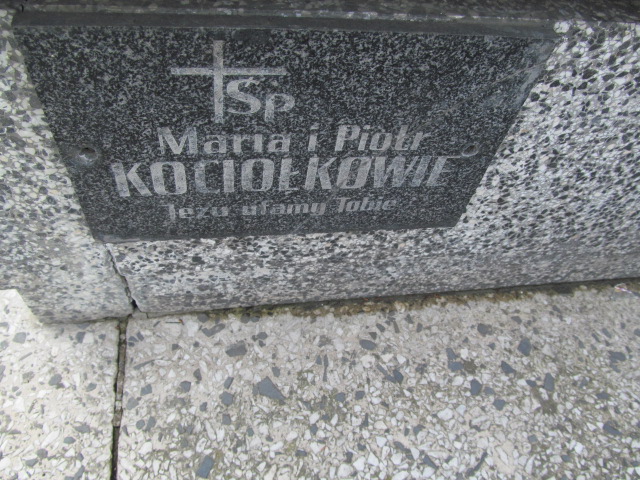 ŚP
Maria i Piotr
KOCIOŁKOWIE
Jezu ufamy Tobie